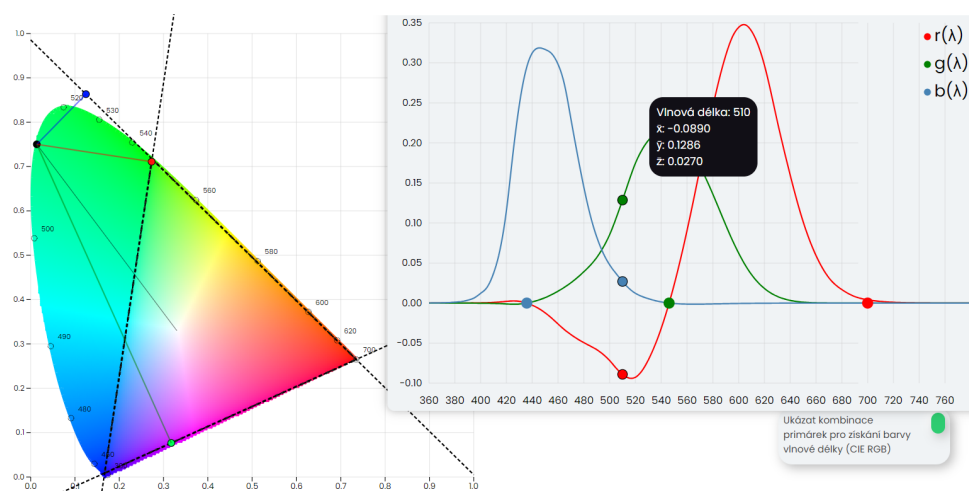 1.0
0.9
0.8
0.7
0.6
0.5
0.4
0.3
0.2
0.1
0.0
0.0 0.1 0.2 0.3 0.4 0.5 0.6 0.7 0.8 0.9 1.0
520
530
540
560
500
580
600
490
620
700
480
460
0.35
0.30
0.25
0.20
0.15
0.10
0.05
0.00
−0.05
−0.10
360 380 400 420 440 460 480 500 520 540 560 580 600 620 640 660 680 700 720 740 760
r(λ)
g(λ)
b(λ)
Vlnová délka: 510
x̄: -0.0890
ȳ: 0.1286
z̄: 0.0270
Ukázat kombinace
primárek pro získání barvy
vlnové délky (CIE RGB)